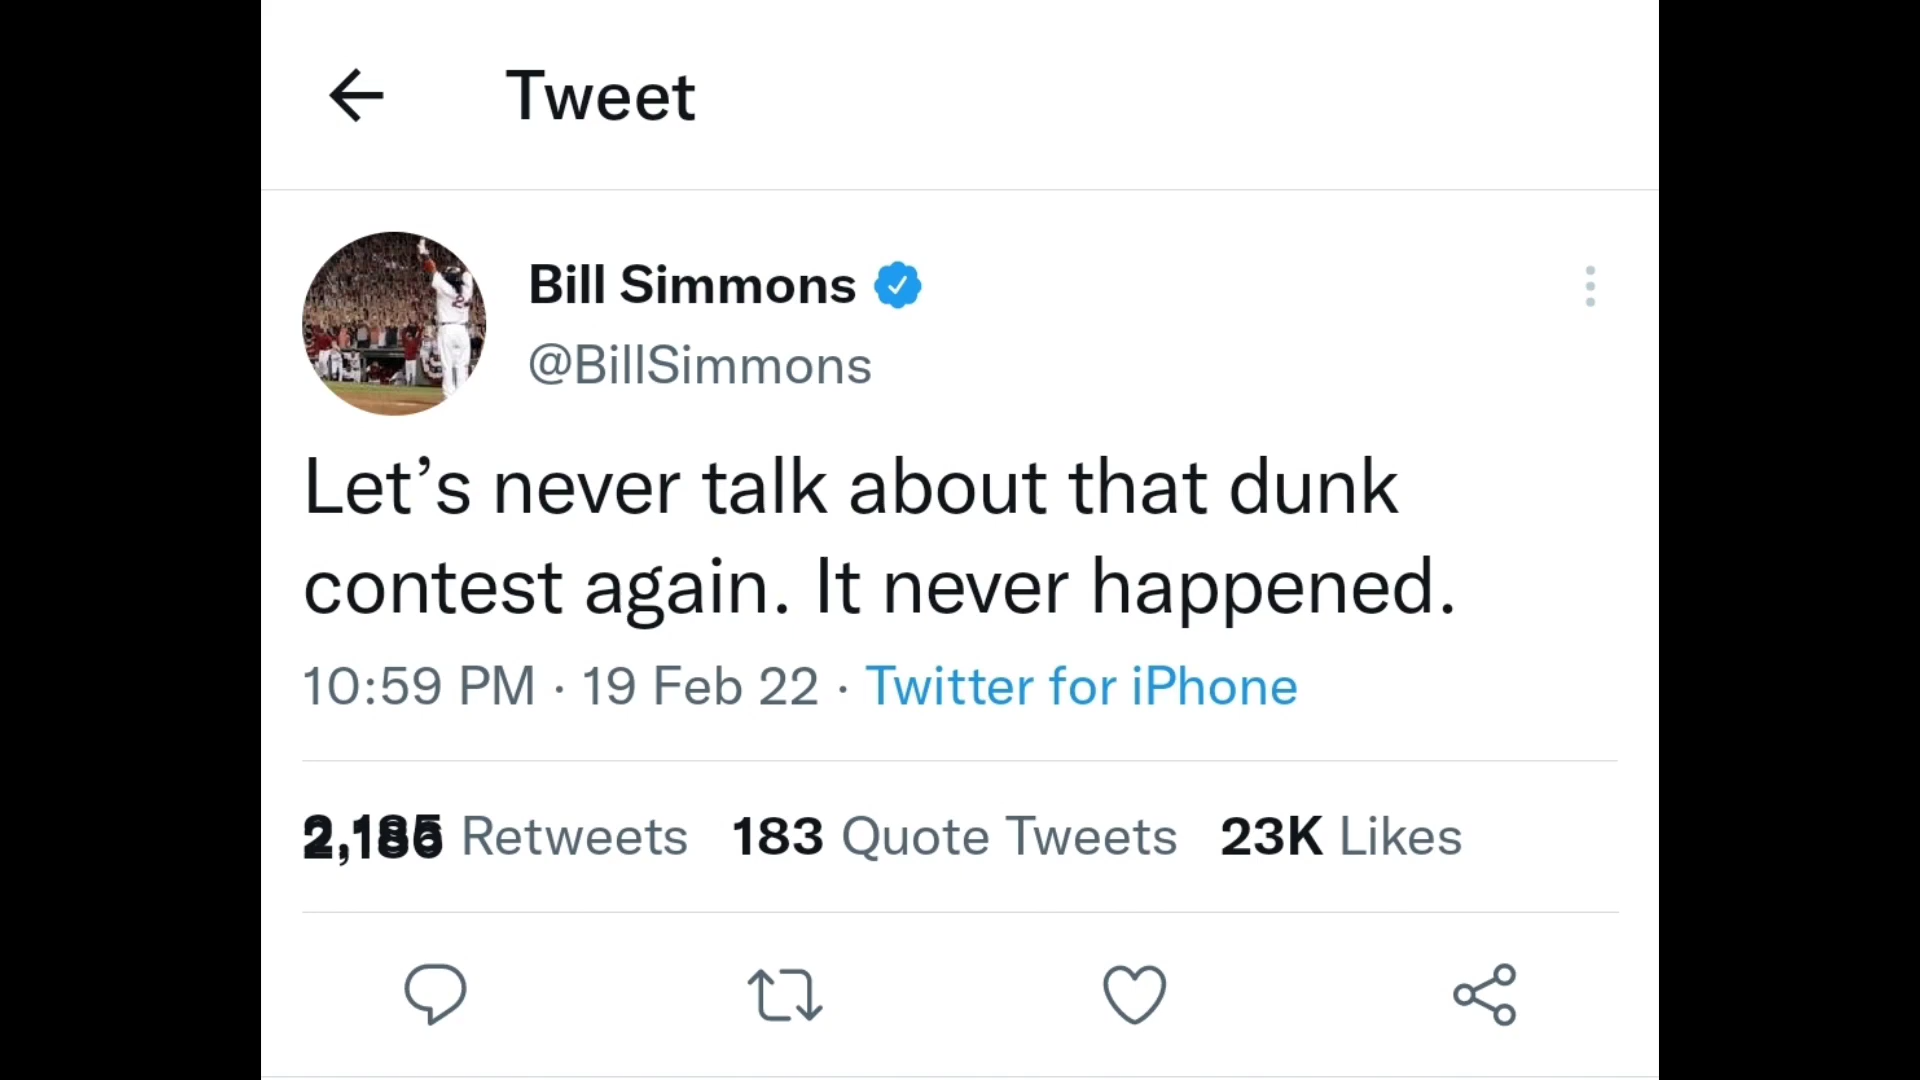 Tweet
Bill Simmons
@BillSimmons
Let’s never talk about that dunk
contest again. It never happened.
10:59 PM · 19 Feb 22 · Twitter for iPhone
Retweets 183 Quote Tweets 23K Likes